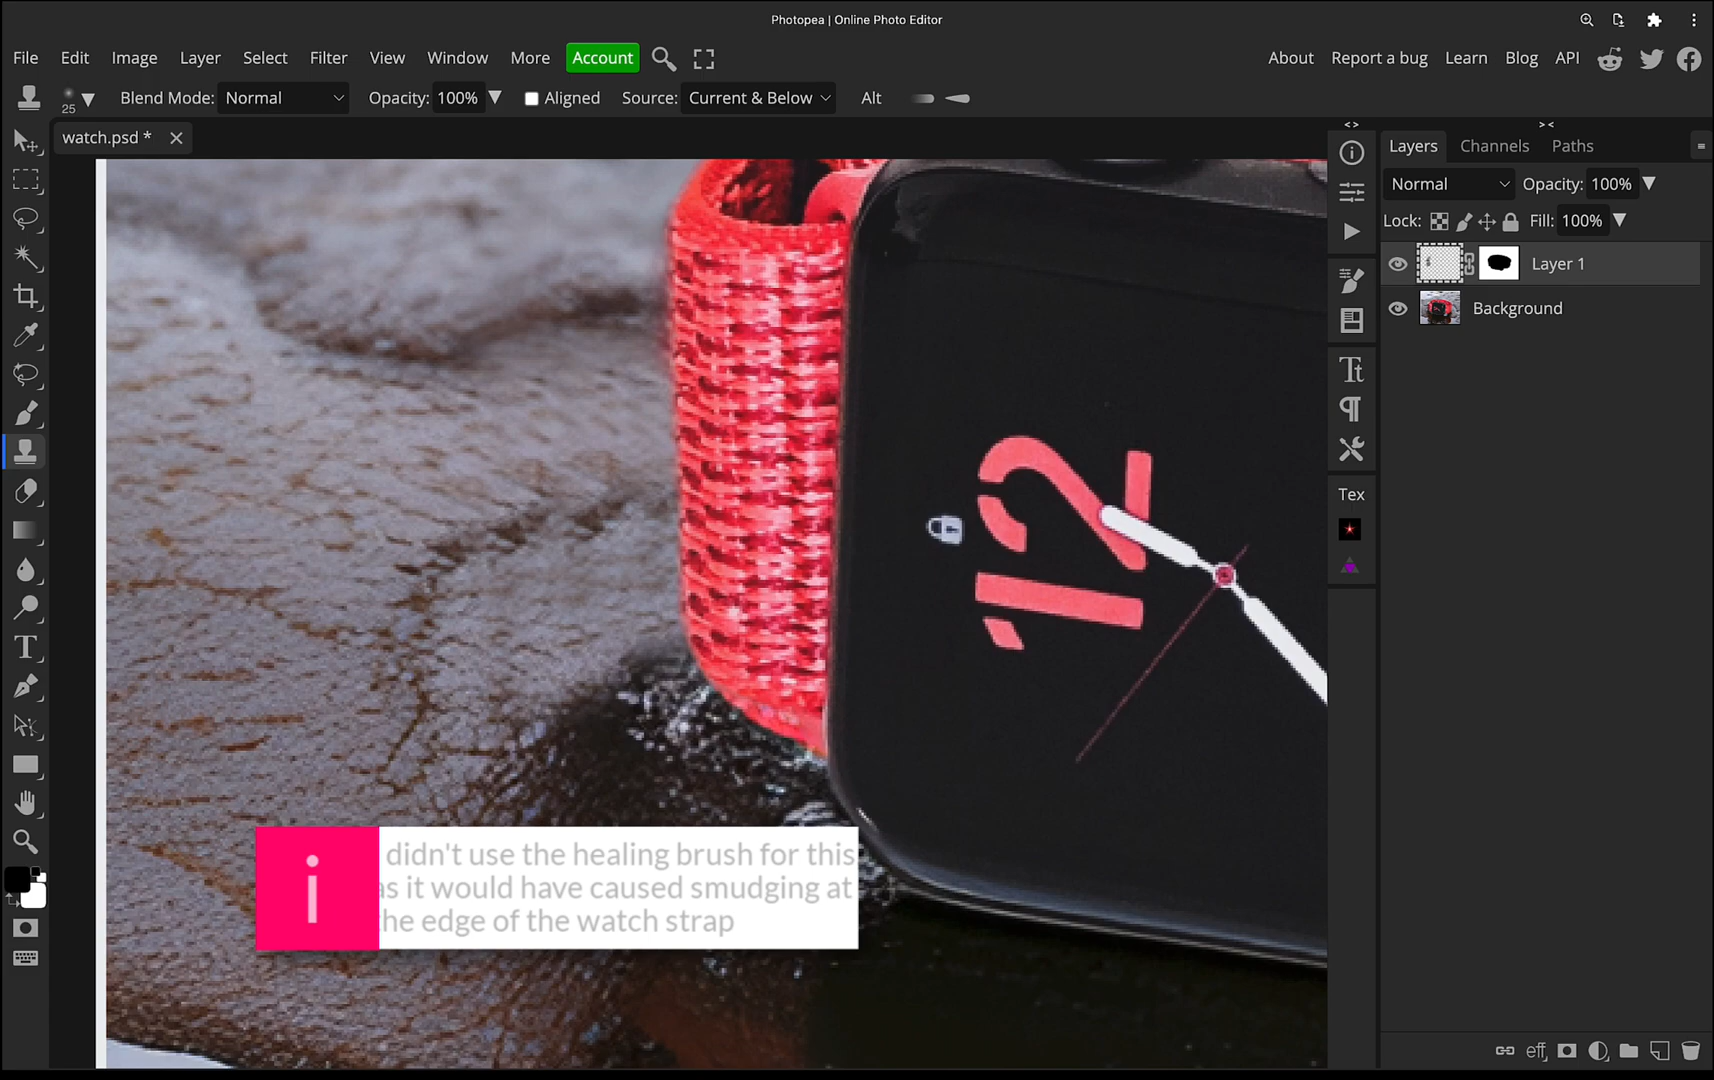 Photopea | Online Photo Editor
File Edit Image Layer Select Filter View Window More Account About Report a bug Learn Blog API
25 Blend Mode: Normal Opacity: 100% Aligned Source: Current & Below Alt
watch.psd *
< >
> <
Layers Channels Paths
Normal Opacity: 100%
Lock: Fill: 100%
Layer 1
Background
Tex
12
i
didn't use the healing brush for this
as it would have caused smudging at
the edge of the watch strap
eff